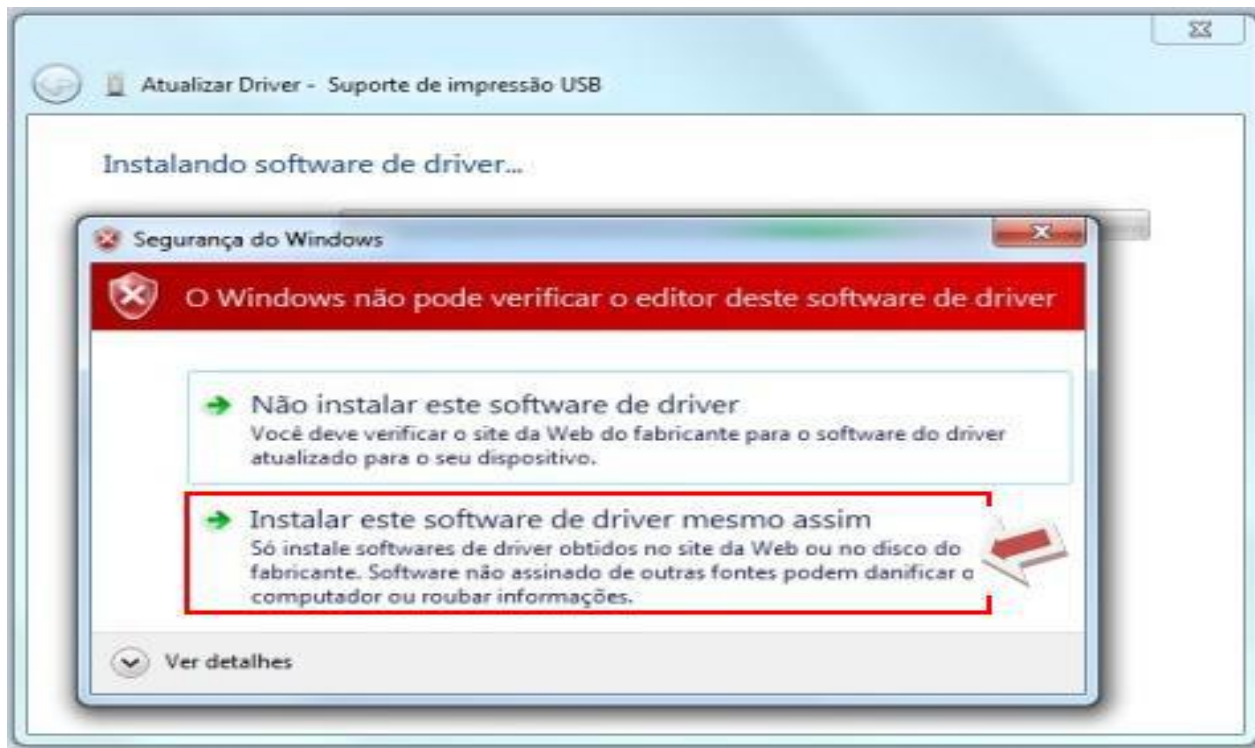 Atualizar Driver - Suporte de impressão USB
Instalando software de driver...
Segurança do Windows
O Windows não pode verificar o editor deste software de driver
Não instalar este software de driver
Você deve verificar o site da Web do fabricante para o software do driver
atualizado para o seu dispositivo.
Instalar este software de driver mesmo assim
Só instale softwares de driver obtidos no site da Web ou no disco do
fabricante. Software não assinado de outras fontes podem danificar o
computador ou roubar informações.
Ver detalhes